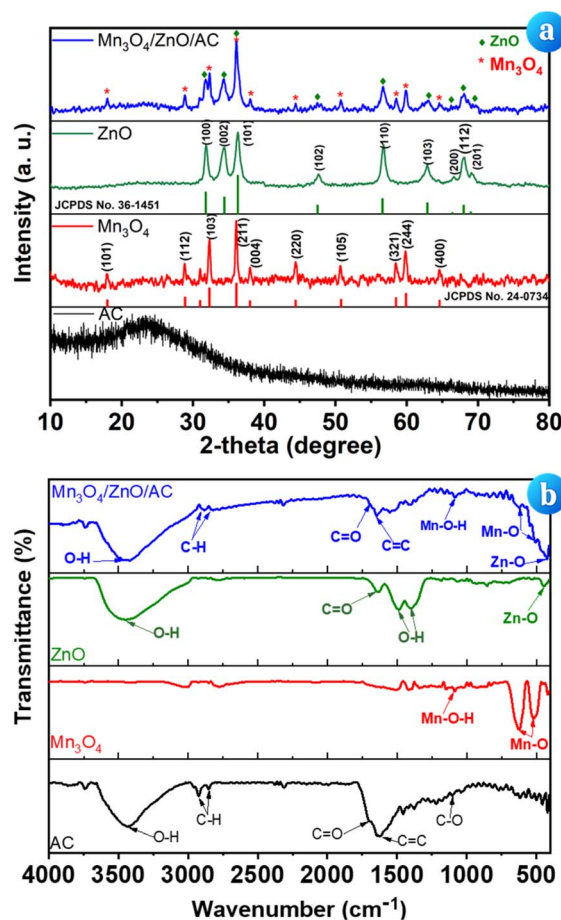 a
Mn₃O₄/ZnO/AC
♦ ZnO
* Mn₃O₄
ZnO
(100)
(002)
(101)
(102)
(110)
(103)
(200)
(112)
(201)
JCPDS No. 36-1451
Mn₃O₄
(101)
(112)
(103)
(211)
(004)
(220)
(105)
(321)
(244)
(400)
JCPDS No. 24-0734
AC
Intensity (a. u.)
10 20 30 40 50 60 70 80
2-theta (degree)
b
Mn₃O₄/ZnO/AC
O-H
C-H
C=O
C=C
Mn-O-H
Mn-O
Zn-O
ZnO
O-H
C=O
O-H
Zn-O
Mn₃O₄
Mn-O-H
Mn-O
AC
O-H
C-H
C=O
C=C
C-O
Transmittance (%)
4000 3500 3000 2500 2000 1500 1000 500
Wavenumber (cm⁻¹)